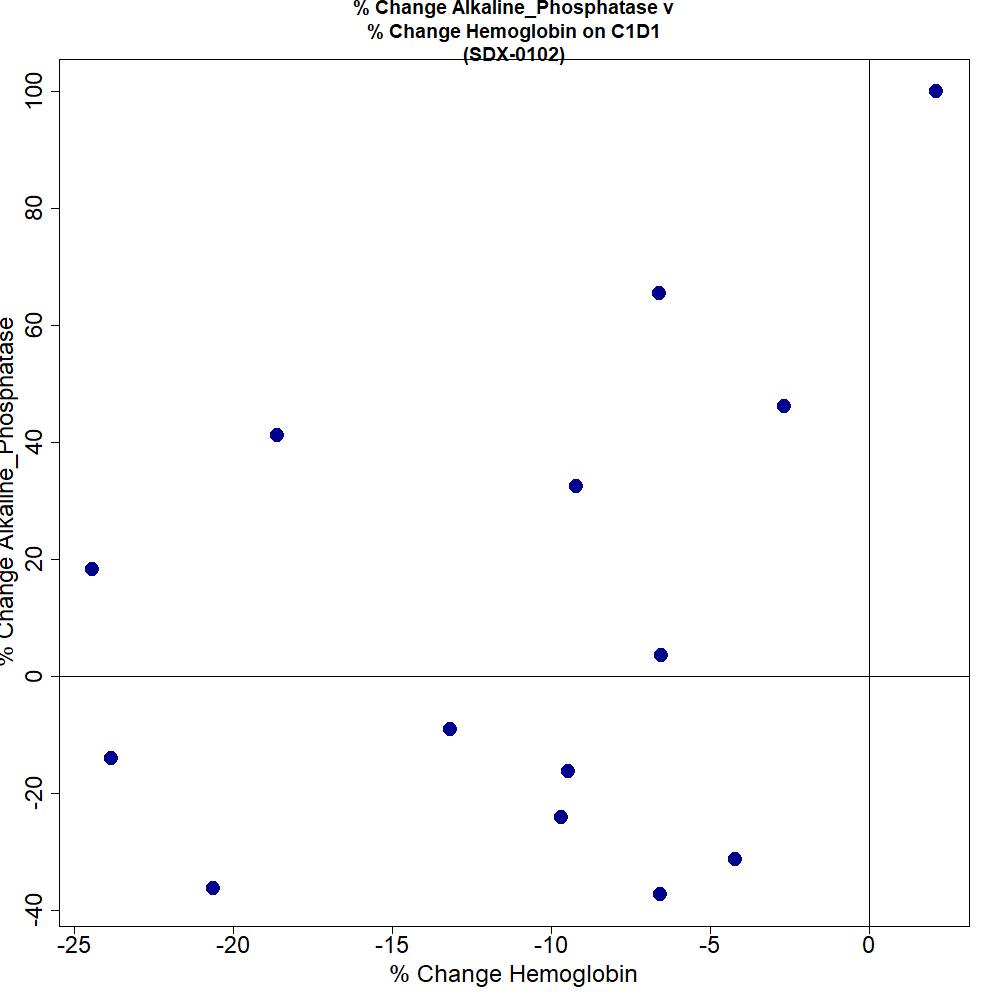 % Change Alkaline_Phosphatase v
% Change Hemoglobin on C1D1
(SDX-0102)
% Change Alkaline_Phosphatase
100
80
60
40
20
0
-20
-40
-25
-20
-15
-10
-5
0
% Change Hemoglobin